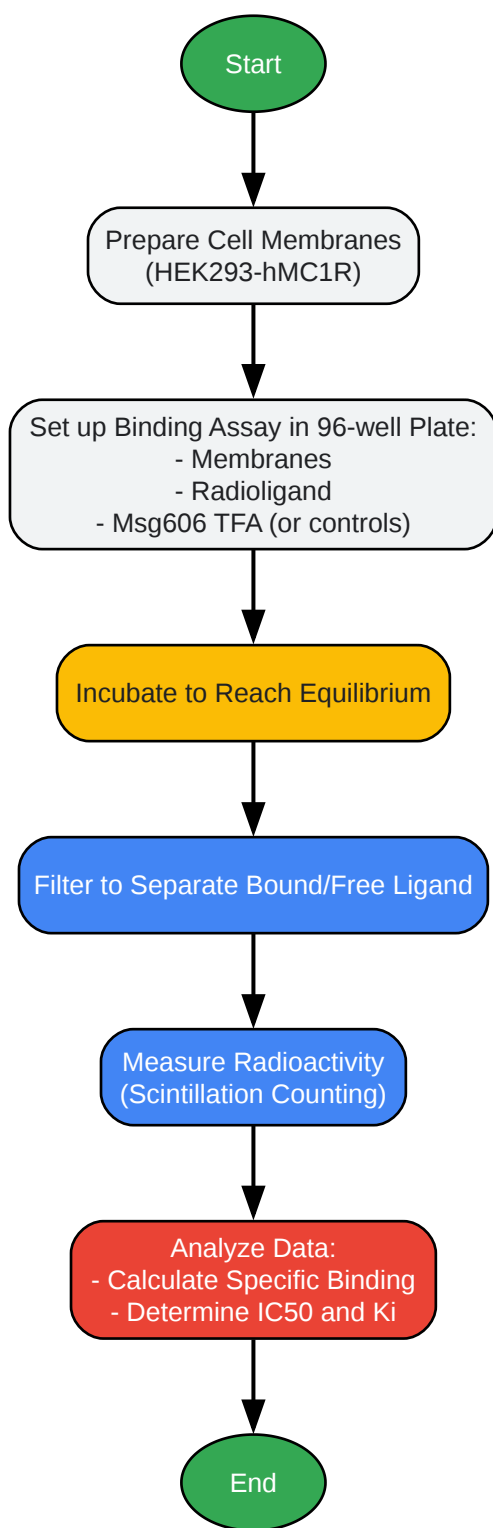 Start
Prepare Cell Membranes
(HEK293-hMC1R)
Set up Binding Assay in 96-well Plate:
- Membranes
- Radioligand
- Msg606 TFA (or controls)
Incubate to Reach Equilibrium
Filter to Separate Bound/Free Ligand
Measure Radioactivity
(Scintillation Counting)
Analyze Data:
- Calculate Specific Binding
- Determine IC50 and Ki
End